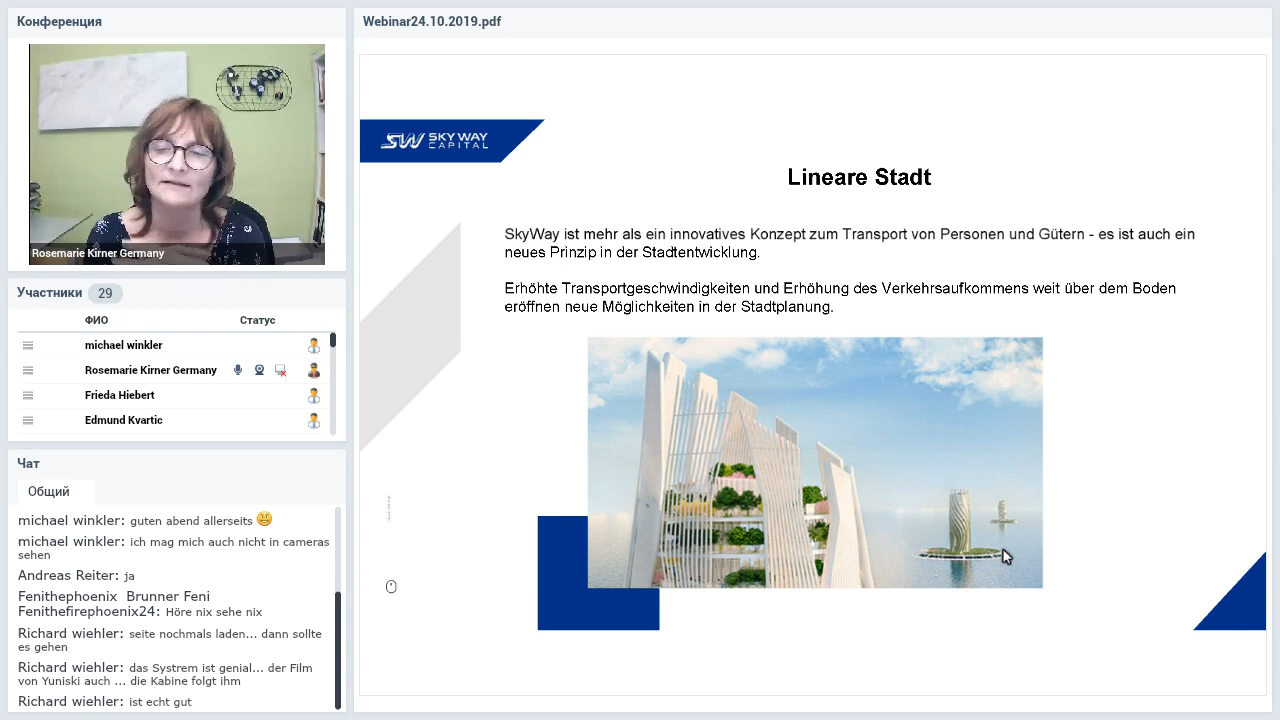 Конференция
Rosemarie Kirner Germany
Участники 29
ФИО Статус
michael winkler
Rosemarie Kirner Germany
Frieda Hiebert
Edmund Kvartic
Чат
Общий
michael winkler: guten abend allerseits
michael winkler: ich mag mich auch nicht in cameras
sehen
Andreas Reiter: ja
Fenithephoenix Brunner Feni
Fenithefirephoenix24: Höre nix sehe nix
Richard wiehler: seite nochmals laden... dann sollte
es gehen
Richard wiehler: das Systrem ist genial... der Film
von Yuniski auch ... die Kabine folgt ihm
Richard wiehler: ist echt gut
Webinar24.10.2019.pdf
SW SKY WAY
CAPITAL
Lineare Stadt
SkyWay ist mehr als ein innovatives Konzept zum Transport von Personen und Gütern - es ist auch ein
neues Prinzip in der Stadtentwicklung.
Erhöhte Transportgeschwindigkeiten und Erhöhung des Verkehrsaufkommens weit über dem Boden
eröffnen neue Möglichkeiten in der Stadtplanung.